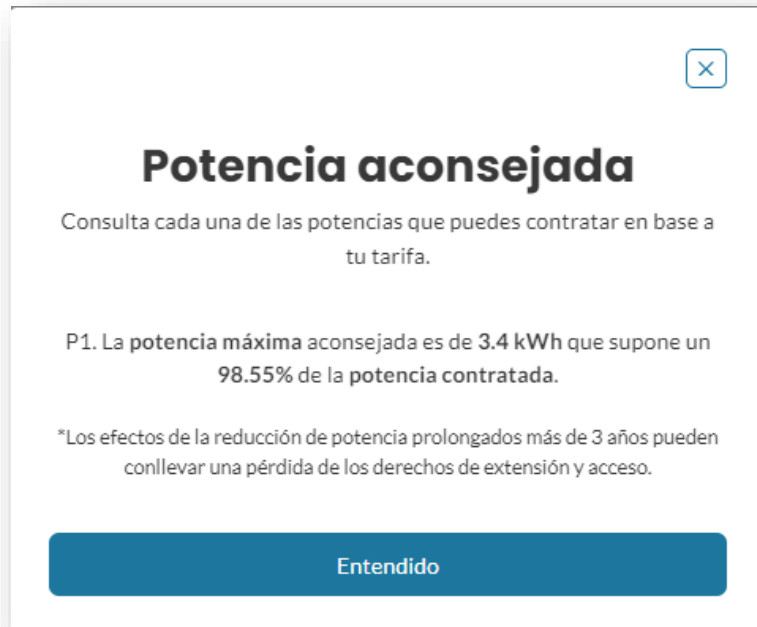 Potencia aconsejada
Consulta cada una de las potencias que puedes contratar en base a
tu tarifa.
P1. La potencia máxima aconsejada es de 3.4 kWh que supone un
98.55% de la potencia contratada.
*Los efectos de la reducción de potencia prolongados más de 3 años pueden
conllevar una pérdida de los derechos de extensión y acceso.
Entendido